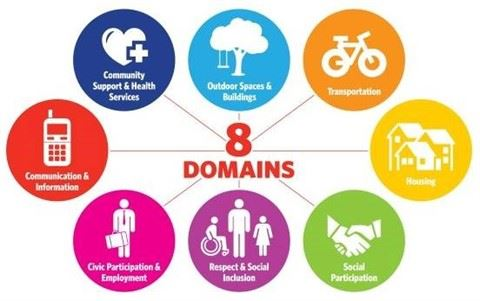 Community
Support & Health
Services
Outdoor Spaces &
Buildings
Transportation
8
DOMAINS
Communication &
Information
Housing
Civic Participation &
Employment
Respect & Social
Inclusion
Social
Participation